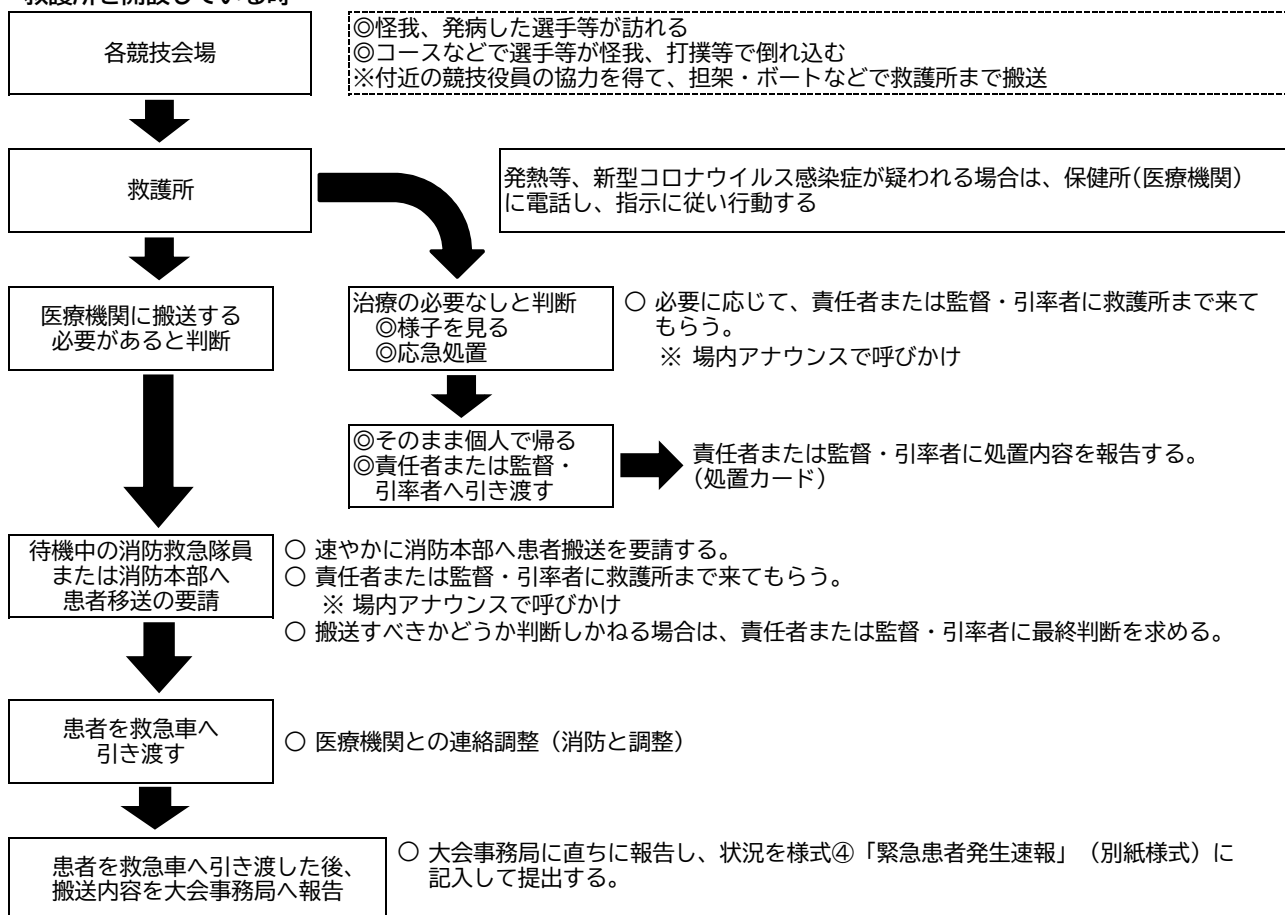 救護所を開設している時
各競技会場
◎怪我、発病した選手等が訪れる
◎コースなどで選手等が怪我、打撲等で倒れ込む
※付近の競技役員の協力を得て、担架・ボートなどで救護所まで搬送
救護所
発熱等、新型コロナウイルス感染症が疑われる場合は、保健所(医療機関)
に電話し、指示に従い行動する
医療機関に搬送する
必要があると判断
治療の必要なしと判断
◎様子を見る
◎応急処置
○ 必要に応じて、責任者または監督・引率者に救護所まで来て
もらう。
※ 場内アナウンスで呼びかけ
◎そのまま個人で帰る
◎責任者または監督・
引率者へ引き渡す
責任者または監督・引率者に処置内容を報告する。
(処置カード)
待機中の消防救急隊員
または消防本部へ
患者移送の要請
○ 速やかに消防本部へ患者搬送を要請する。
○ 責任者または監督・引率者に救護所まで来てもらう。
※ 場内アナウンスで呼びかけ
○ 搬送すべきかどうか判断しかねる場合は、責任者または監督・引率者に最終判断を求める。
患者を救急車へ
引き渡す
○ 医療機関との連絡調整(消防と調整)
患者を救急車へ引き渡した後、
搬送内容を大会事務局へ報告
○ 大会事務局に直ちに報告し、状況を様式④「緊急患者発生速報」(別紙様式)に
記入して提出する。